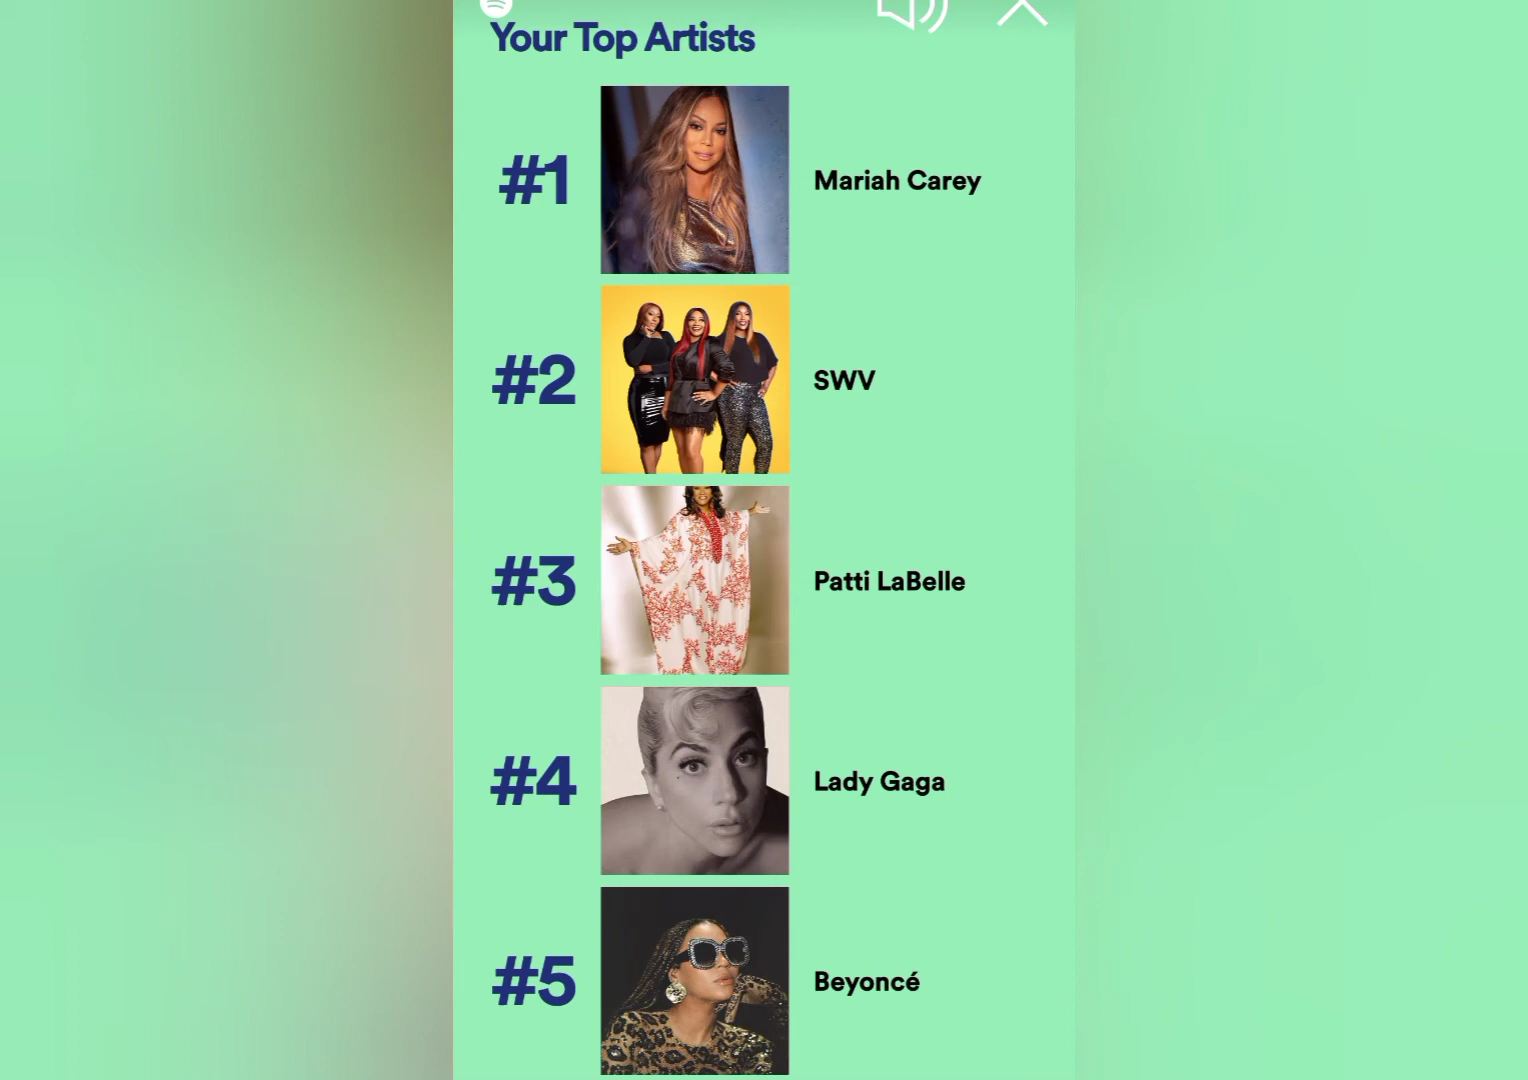 Your Top Artists
#1
Mariah Carey
#2
SWV
#3
Patti LaBelle
#4
Lady Gaga
#5
Beyoncé